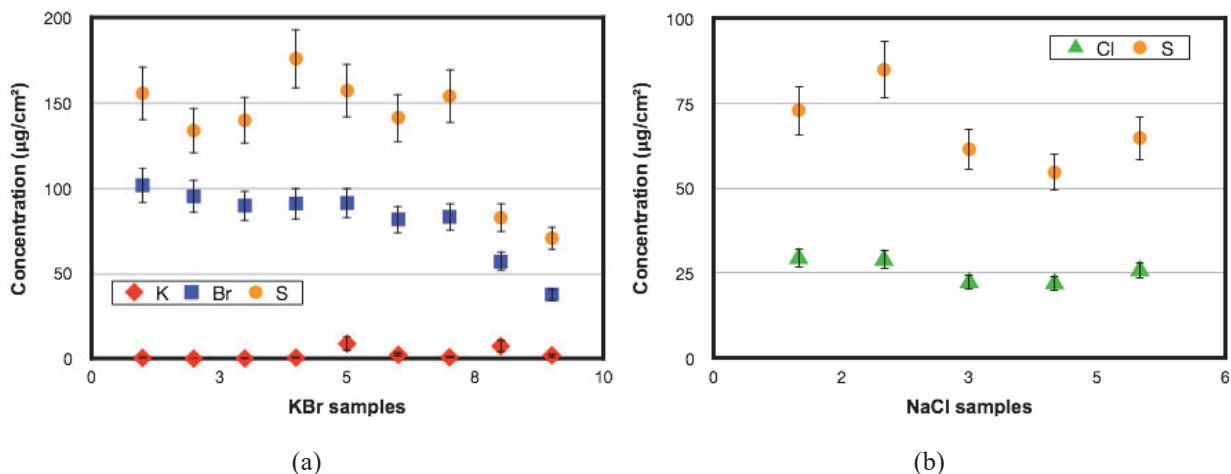 200
150
100
50
0
Concentration (µg/cm²)
K Br S
0 3 5 8 10
KBr samples
(a)
100
75
50
25
0
Concentration (µg/cm²)
Cl S
0 2 3 5 6
NaCl samples
(b)